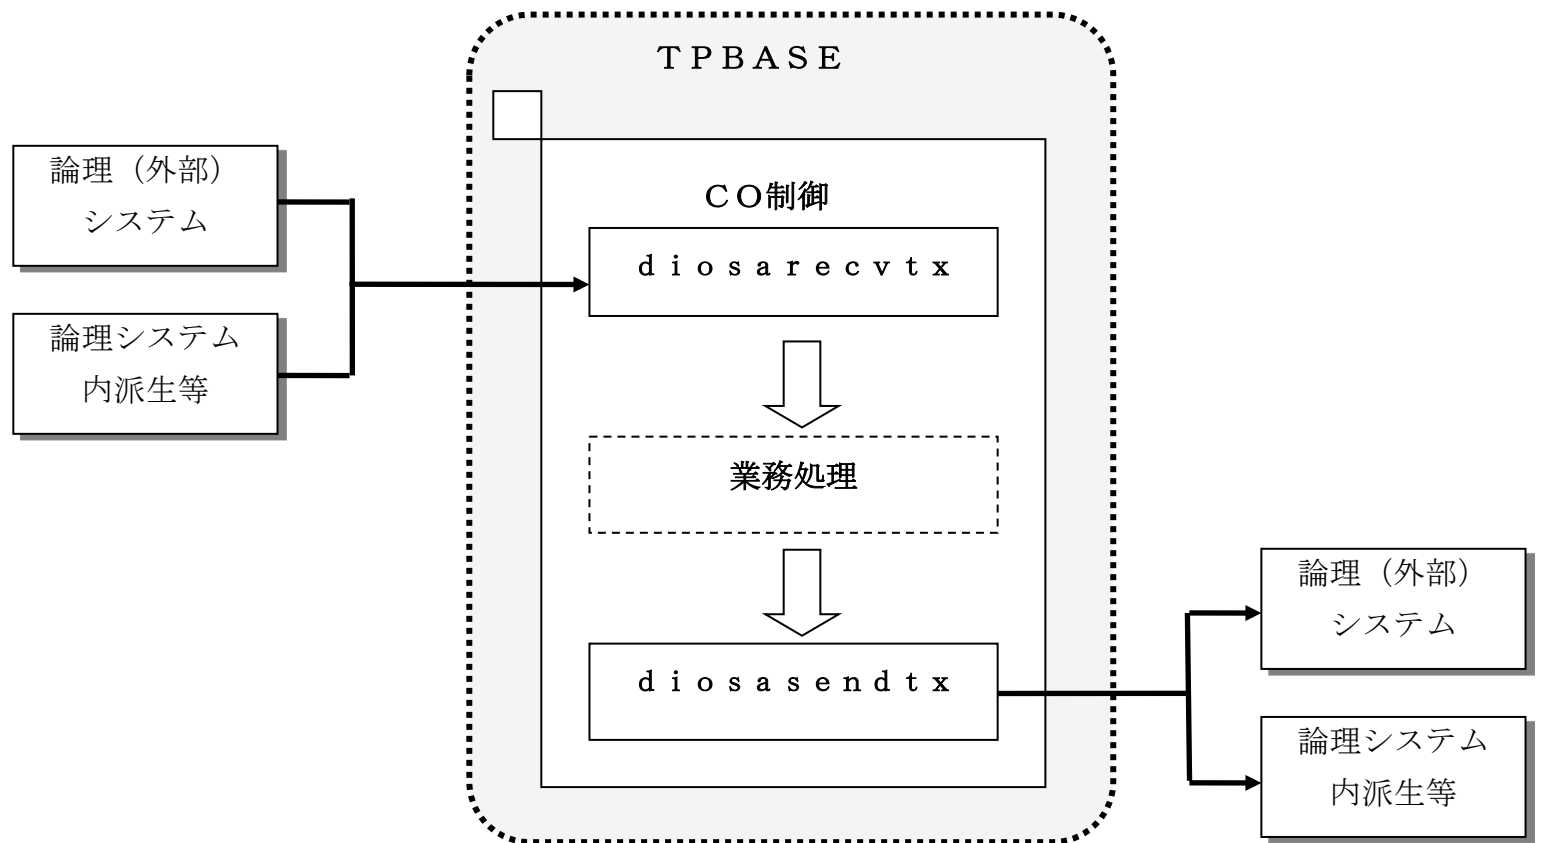 ＴＰＢＡＳＥ
論理（外部）
システム
論理システム
内派生等
ＣＯ制御
ｄｉｏｓａｒｅｃｖｔｘ
業務処理
ｄｉｏｓａｓｅｎｄｔｘ
論理（外部）
システム
論理システム
内派生等